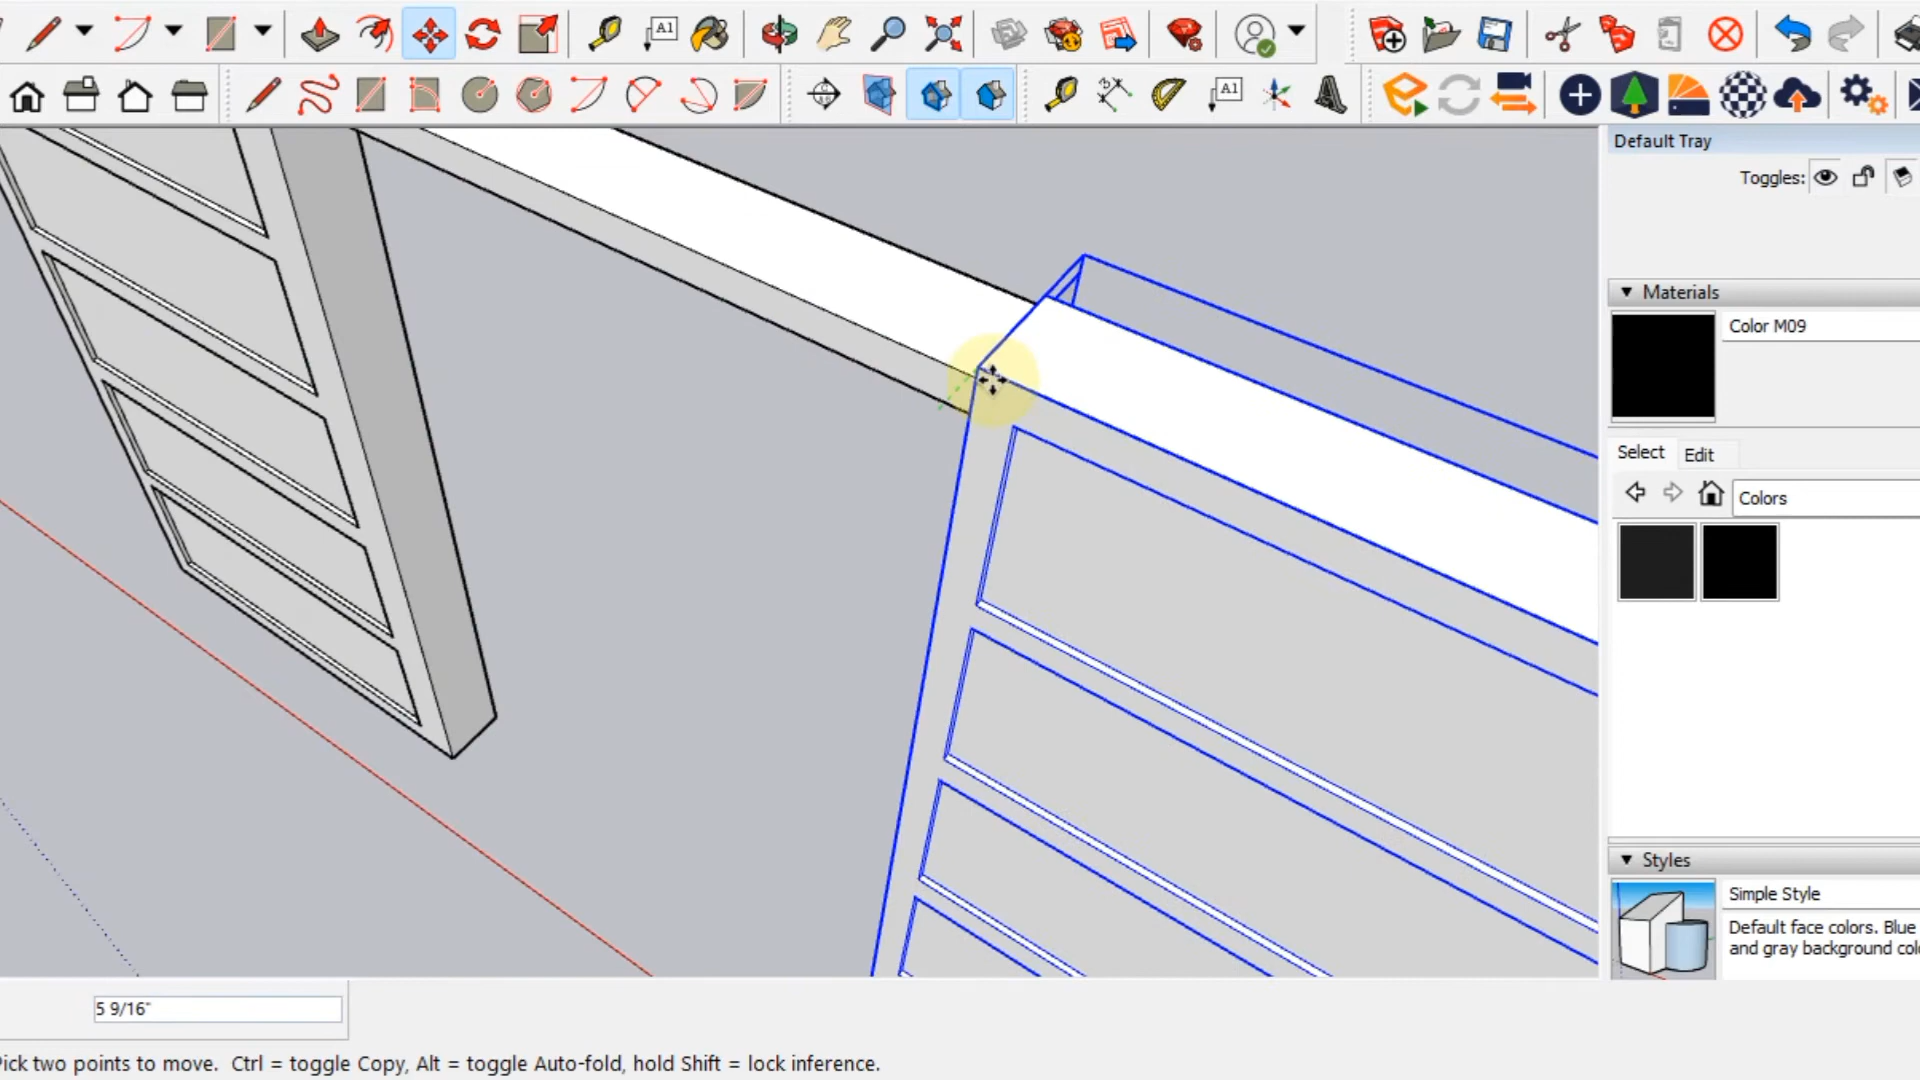 A1
A1
Default Tray
Toggles:
Materials
Color M09
Select
Edit
Colors
Styles
Simple Style
Default face colors. Blue
and gray background
5 9/16"
Pick two points to move.  Ctrl = toggle Copy, Alt = toggle Auto-fold, hold Shift = lock inference.